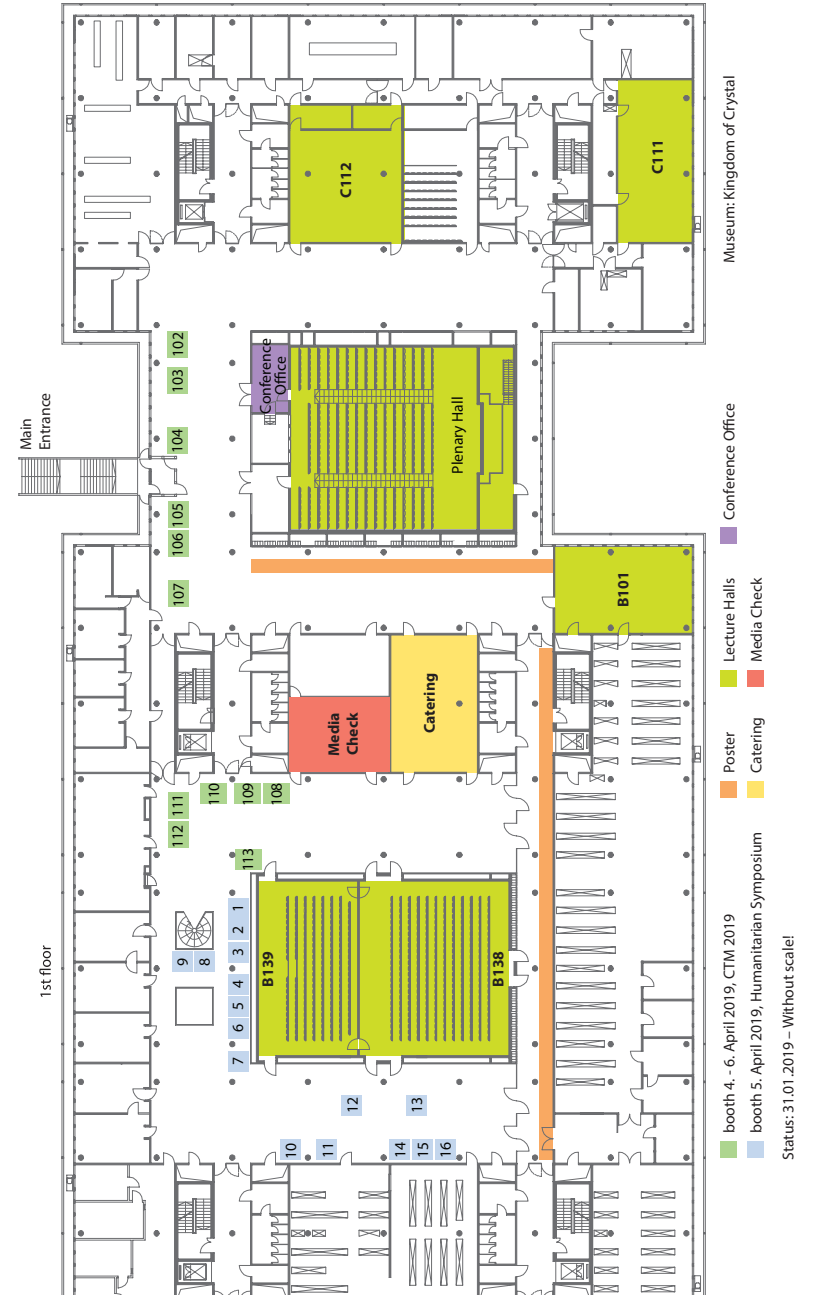 1st floor
Main
Entrance
Museum: Kingdom of Crystal
C112
C111
102
103
104
105
106
107
Conference
Office
Plenary Hall
B101
Media
Check
Catering
108
109
110
111
112
113
B139
B138
1
2
3
4
5
6
7
8
9
10
11
12
13
14
15
16
booth 4. - 6. April 2019, CTM 2019
booth 5. April 2019, Humanitarian Symposium
Poster
Catering
Lecture Halls
Media Check
Conference Office
Status: 31.01.2019 – Without scale!